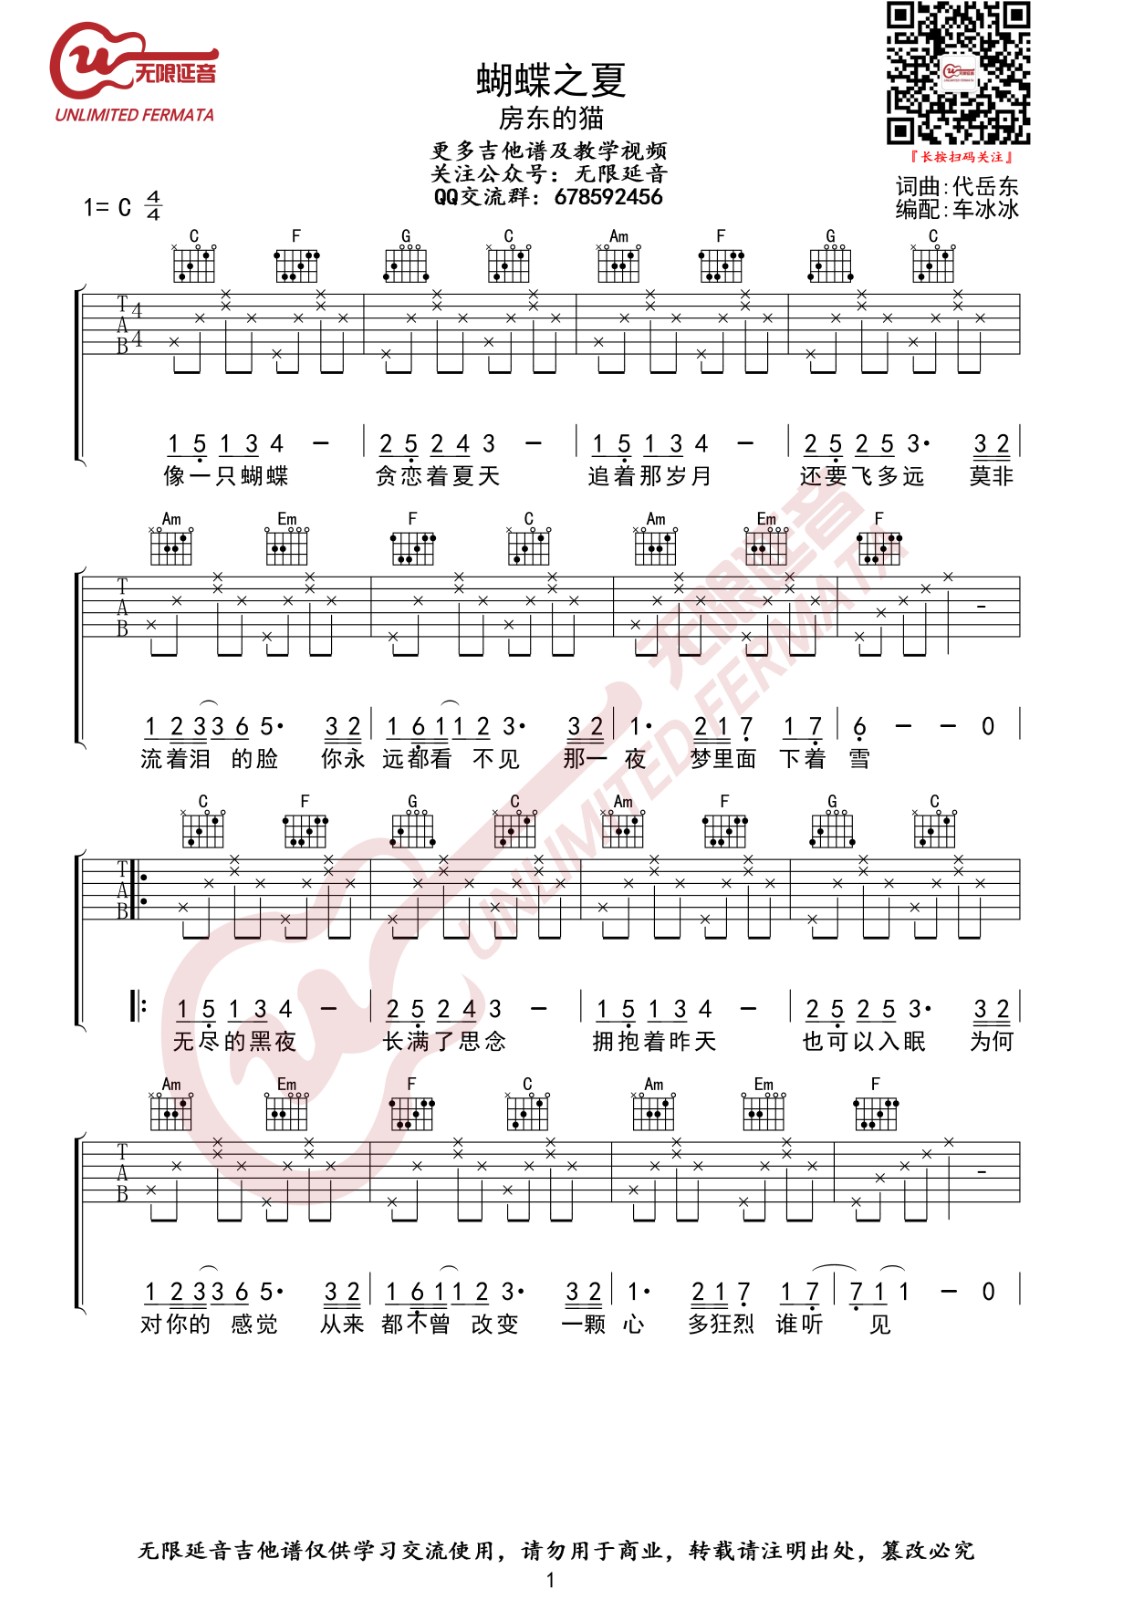 无限延音
UNLIMITED FERMATA
蝴蝶之夏
房东的猫
更多吉他谱及教学视频
关注公众号：无限延音
QQ交流群：678592456
『长按扫码关注』
词曲:代岳东
编配:车冰冰
1= C 4/4
C F G C Am F G C
T 4
A
B 4
1 5 1 3 4 － 2 5 2 4 3 － 1 5 1 3 4 － 2 5 2 5 3· 3 2
像一只蝴蝶 贪恋着夏天 追着那岁月 还要飞多远 莫非
Am Em F C Am Em F
T
A
B
1 2 3 3 6 5· 3 2 1 6 1 1 2 3· 3 2 1· 2 1 7 1 7 6 － － 0
流着泪 的脸 你永 远都看 不见 那一 夜 梦里面 下着 雪
C F G C Am F G C
T
A
B
1 5 1 3 4 － 2 5 2 4 3 － 1 5 1 3 4 － 2 5 2 5 3· 3 2
无尽的黑夜 长满了思念 拥抱着昨天 也可以入眠 为何
Am Em F C Am Em F
T
A
B
1 2 3 3 6 5· 3 2 1 6 1 1 2 3· 3 2 1· 2 1 7 1 7 7 1 1 － 0
对你的 感觉 从来 都不曾 改变 一颗 心 多狂烈 谁听 见
无限延音
UNLIMITED FERMATA
无限延音吉他谱仅供学习交流使用，请勿用于商业，转载请注明出处，篡改必究
1